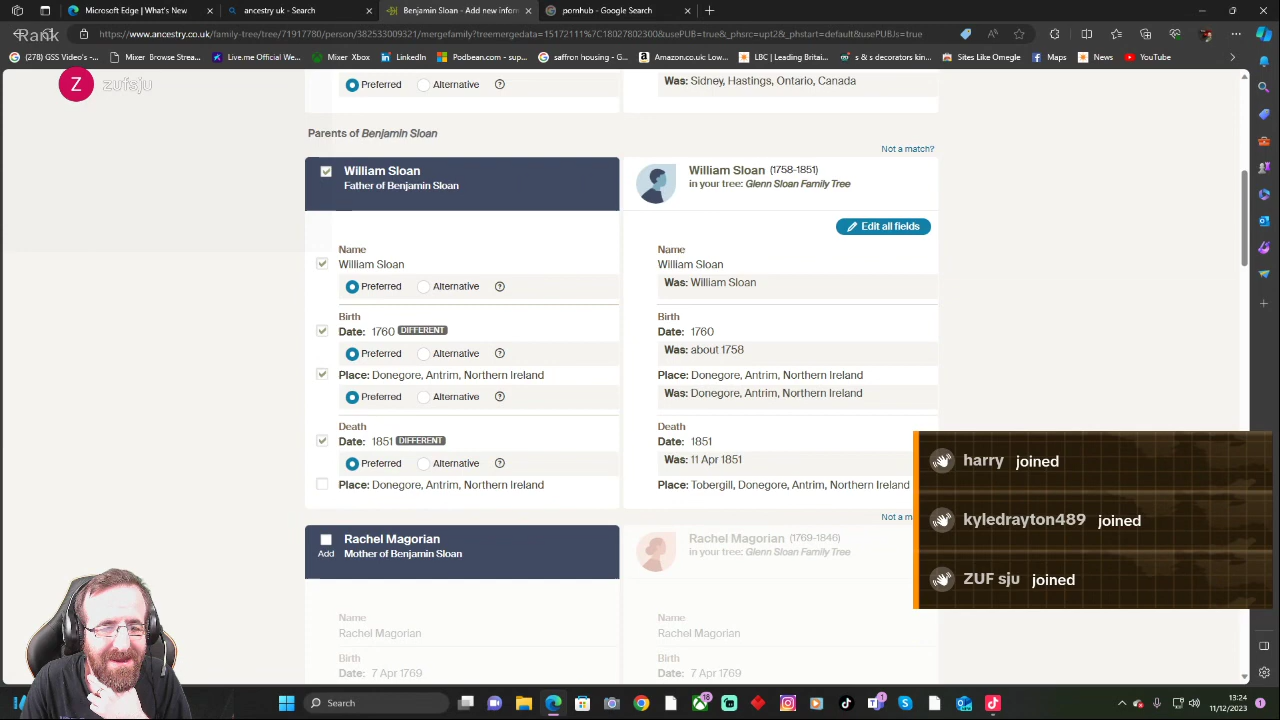 Microsoft Edge | What's New
ancestry uk - Search
Benjamin Sloan - Add new inform
pornhub - Google Search
https://www.ancestry.co.uk/family-tree/tree/71914780/person/382533009321/mergefamily?treemergedata=15172111%7C18027802300&usePUB=true&_phsrc=upt2&_phstart=default&usePUBJs=true
(278) GSS Video's -...
Mixer Browse Strea...
Live.me Official We...
Mixer Xbox
LinkedIn
Podbean.com - sup...
saffron housing - G...
Amazon.co.uk Low...
LBC | Leading Britai...
s & s decorators kin...
Sites Like Omegle
Maps
News
YouTube
Z
zufsju
Preferred
Alternative
Was: Sidney, Hastings, Ontario, Canada
Parents of Benjamin Sloan
Not a match?
William Sloan
Father of Benjamin Sloan
William Sloan (1758-1851)
in your tree: Glenn Sloan Family Tree
Edit all fields
Name
William Sloan
Preferred
Alternative
Name
William Sloan
Was: William Sloan
Birth
Date: 1760 DIFFERENT
Preferred
Alternative
Place: Donegore, Antrim, Northern Ireland
Preferred
Alternative
Birth
Date: 1760
Was: about 1758
Place: Donegore, Antrim, Northern Ireland
Was: Donegore, Antrim, Northern Ireland
Death
Date: 1851 DIFFERENT
Preferred
Alternative
Place: Donegore, Antrim, Northern Ireland
Death
Date: 1851
Was: 11 Apr 1851
Place: Tobergill, Donegore, Antrim, Northern Ireland
Not a m
Add
Rachel Magorian
Mother of Benjamin Sloan
Rachel Magorian (1769-1846)
in your tree: Glenn Sloan Family Tree
Name
Rachel Magorian
Birth
Date: 7 Apr 1769
Name
Rachel Magorian
Birth
Date: 7 Apr 1769
harry joined
kyledrayton489 joined
ZUF sju joined
Search
13:24
11/12/2023